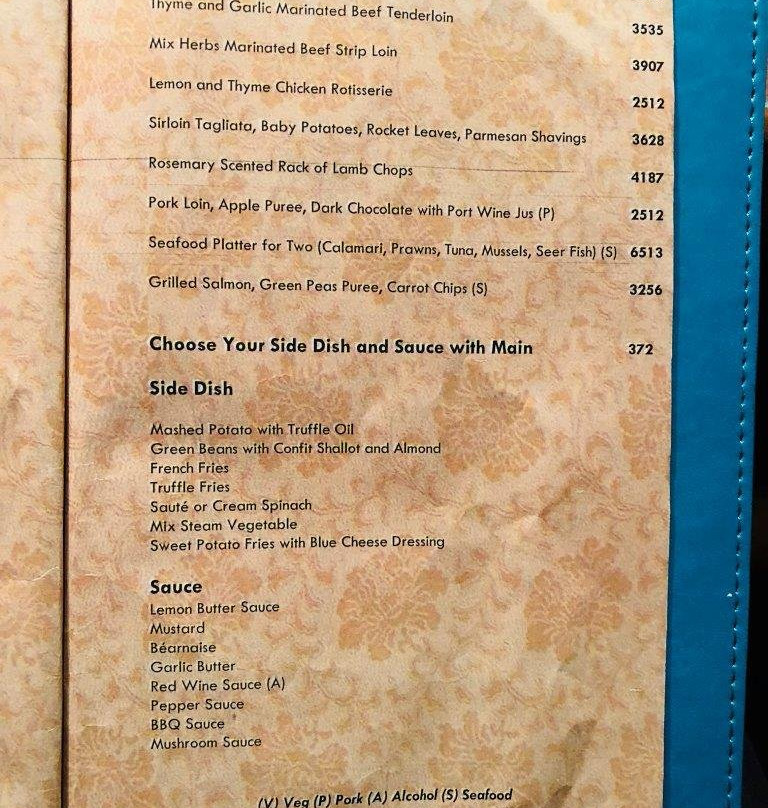 Thyme and Garlic Marinated Beef Tenderloin 3535
Mix Herbs Marinated Beef Strip Loin 3907
Lemon and Thyme Chicken Rotisserie 2512
Sirloin Tagliata, Baby Potatoes, Rocket Leaves, Parmesan Shavings 3628
Rosemary Scented Rack of Lamb Chops 4187
Pork Loin, Apple Puree, Dark Chocolate with Port Wine Jus (P) 2512
Seafood Platter for Two (Calamari, Prawns, Tuna, Mussels, Seer Fish) (S) 6513
Grilled Salmon, Green Peas Puree, Carrot Chips (S) 3256
Choose Your Side Dish and Sauce with Main 372
Side Dish
Mashed Potato with Truffle Oil
Green Beans with Confit Shallot and Almond
French Fries
Truffle Fries
Sauté or Cream Spinach
Mix Steam Vegetable
Sweet Potato Fries with Blue Cheese Dressing
Sauce
Lemon Butter Sauce
Mustard
Béarnaise
Garlic Butter
Red Wine Sauce (A)
Pepper Sauce
BBQ Sauce
Mushroom Sauce
(V) Veg (P) Pork (A) Alcohol (S) Seafood